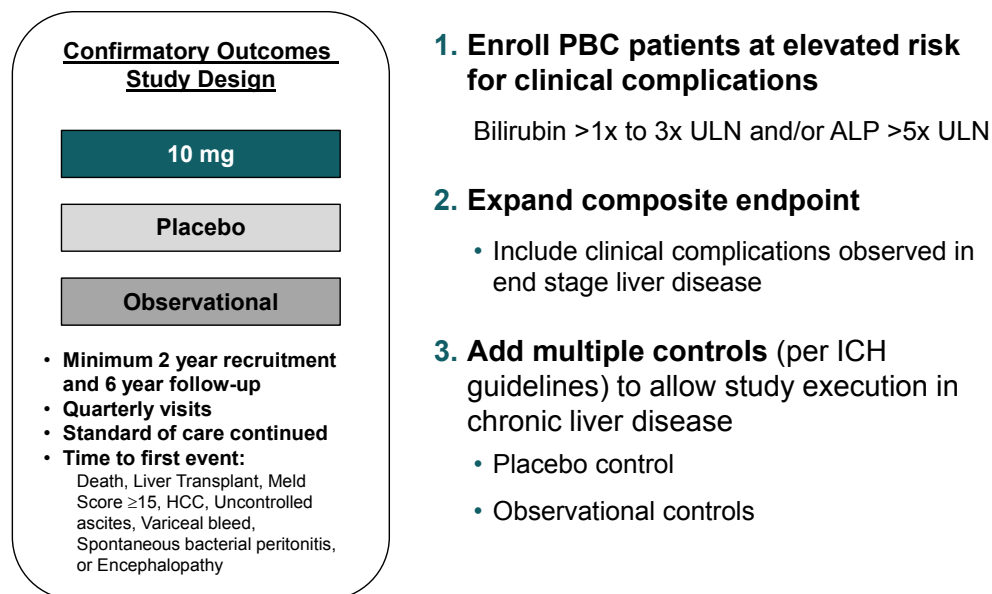 Confirmatory Outcomes
Study Design
10 mg
Placebo
Observational
• Minimum 2 year recruitment
and 6 year follow-up
• Quarterly visits
• Standard of care continued
• Time to first event:
Death, Liver Transplant, Meld
Score ≥15, HCC, Uncontrolled
ascites, Variceal bleed,
Spontaneous bacterial peritonitis,
or Encephalopathy
1. Enroll PBC patients at elevated risk
for clinical complications
Bilirubin >1x to 3x ULN and/or ALP >5x ULN
2. Expand composite endpoint
• Include clinical complications observed in
end stage liver disease
3. Add multiple controls (per ICH
guidelines) to allow study execution in
chronic liver disease
• Placebo control
• Observational controls